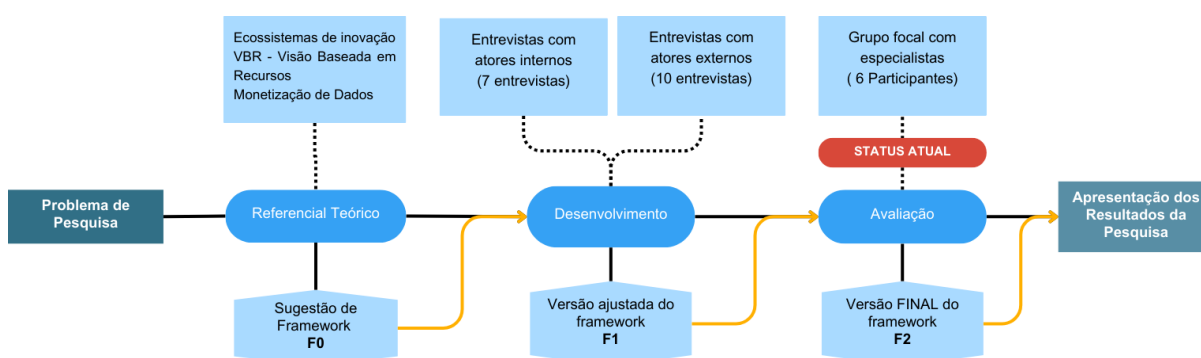 Ecossistemas de inovação
VBR - Visão Baseada em
Recursos
Monetização de Dados
Entrevistas com
atores internos
(7 entrevistas)
Entrevistas com
atores externos
(10 entrevistas)
Grupo focal com
especialistas
( 6 Participantes)
STATUS ATUAL
Problema de
Pesquisa
Referencial Teórico
Desenvolvimento
Avaliação
Apresentação dos
Resultados da
Pesquisa
Sugestão de
Framework
F0
Versão ajustada do
framework
F1
Versão FINAL do
framework
F2